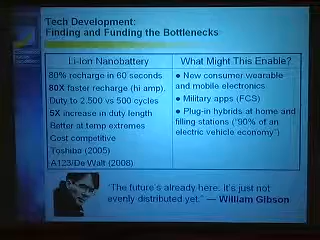 Tech Development:
Finding and Funding the Bottlenecks
Li-Ion Nanobattery
80% recharge in 60 seconds
80X faster recharge (hi amp).
Duty to 2,500 vs 500 cycles
5X increase in duty length
Better at temp extremes
Cost competitive
Toshiba (2005)
A123/De Walt (2008)
What Might This Enable?
● New consumer wearable
and mobile electronics
● Military apps (FCS)
● Plug-in hybrids at home and
filling stations (“90% of an
electric vehicle economy”)
“The future's already here. It's just not
evenly distributed yet.” — William Gibson